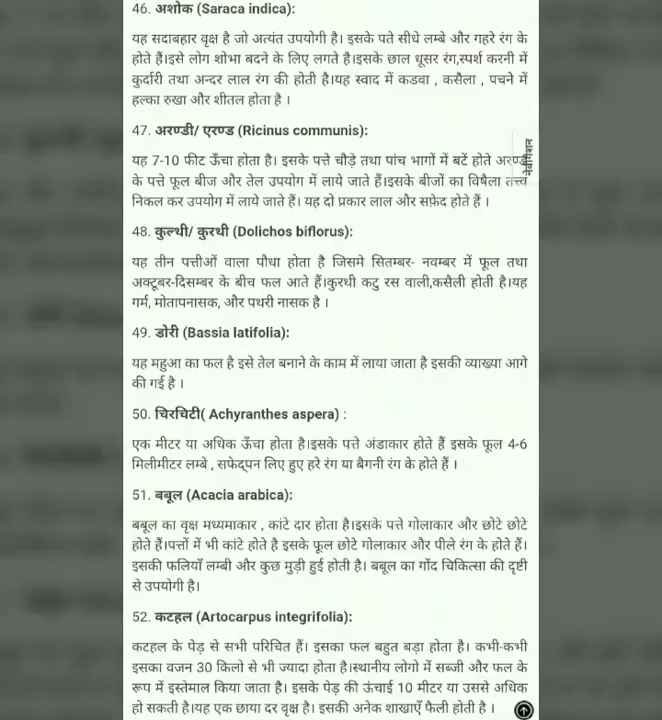 46. अशोक (Saraca indica):
यह सदाबहार वृक्ष है जो अत्यंत उपयोगी है। इसके पते सीधे लम्बे और गहरे रंग के
होते हैं।इसे लोग शोभा बदने के लिए लगते है।इसके छाल धूसर रंग,स्पर्श करनी में
कुर्दारी तथा अन्दर लाल रंग की होती है।यह स्वाद में कडवा , कसैला , पचने में
हल्का रुखा और शीतल होता है ।
47. अरण्डी/ एरण्ड (Ricinus communis):
यह 7-10 फीट ऊँचा होता है। इसके पत्ते चौड़े तथा पांच भागों में बटें होते अरण्डी
के पत्ते फूल बीज और तेल उपयोग में लाये जाते हैं।इसके बीजों का विषैला तत्त्व
निकल कर उपयोग में लाये जाते हैं। यह दो प्रकार लाल और सफ़ेद होते हैं ।
नेवीगेशन
48. कुल्थी/ कुरथी (Dolichos biflorus):
यह तीन पत्तीओं वाला पौधा होता है जिसमे सितम्बर- नवम्बर में फूल तथा
अक्टूबर-दिसम्बर के बीच फल आते हैं।कुरथी कटु रस वाली,कसैली होती है।यह
गर्म, मोतापनासक, और पथरी नासक है ।
49. डोरी (Bassia latifolia):
यह महुआ का फल है इसे तेल बनाने के काम में लाया जाता है इसकी व्याख्या आगे
की गई है ।
50. चिरचिटी( Achyranthes aspera) :
एक मीटर या अधिक ऊँचा होता है।इसके पत्ते अंडाकार होते हैं इसके फूल 4-6
मिलीमीटर लम्बे , सफेद्पन लिए हुए हरे रंग या बैगनी रंग के होते हैं ।
51. बबूल (Acacia arabica):
बबूल का वृक्ष मध्यमाकार , कांटे दार होता है।इसके पत्ते गोलाकार और छोटे छोटे
होते हैं।पत्तों में भी कांटे होते है इसके फूल छोटे गोलाकार और पीले रंग के होते हैं।
इसकी फलियाँ लम्बी और कुछ मुड़ी हुई होती है। बबूल का गोंद चिकित्सा की दृष्टी
से उपयोगी है।
52. कटहल (Artocarpus integrifolia):
कटहल के पेड़ से सभी परिचित हैं। इसका फल बहुत बड़ा होता है। कभी-कभी
इसका वजन 30 किलो से भी ज्यादा होता है।स्थानीय लोगो में सब्जी और फल के
रूप में इस्तेमाल किया जाता है। इसके पेड़ की ऊंचाई 10 मीटर या उससे अधिक
हो सकती है।यह एक छाया दर वृक्ष है। इसकी अनेक शाखाएँ फैली होती है ।